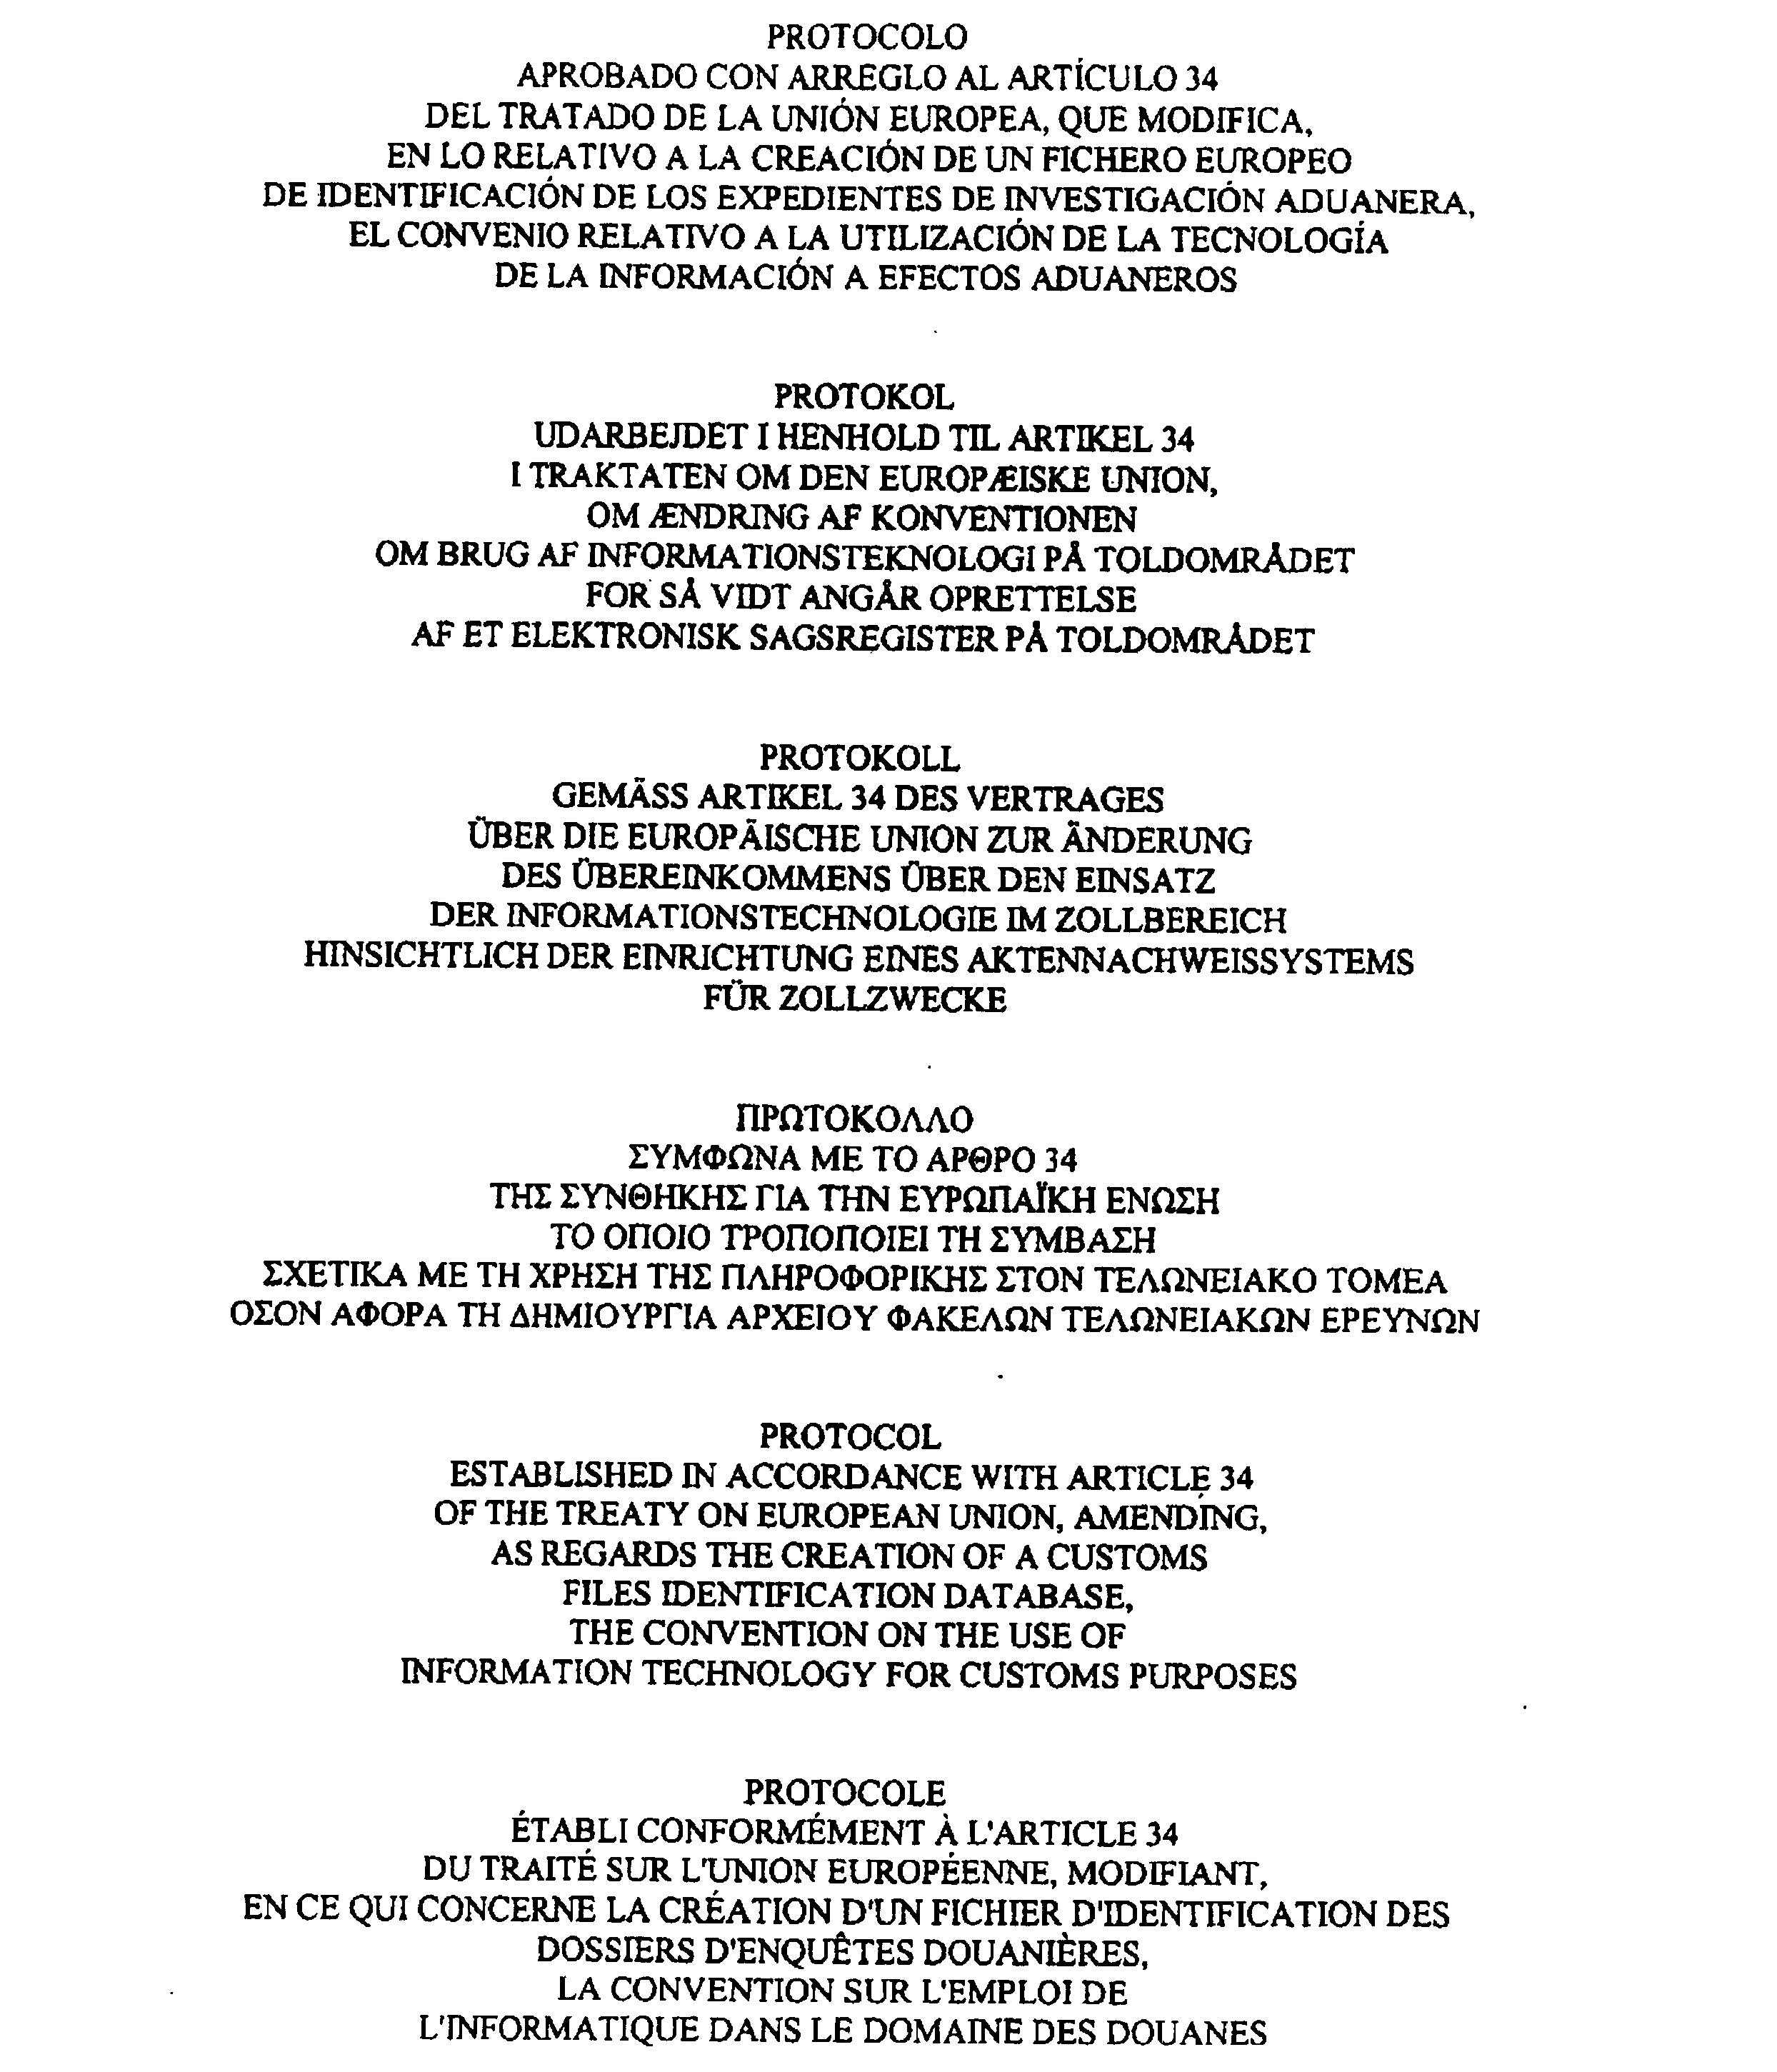 PROTOCOLO
APROBADO CON ARREGLO AL ARTÍCULO 34
DEL TRATADO DE LA UNIÓN EUROPEA, QUE MODIFICA,
EN LO RELATIVO A LA CREACIÓN DE UN FICHERO EUROPEO
DE IDENTIFICACIÓN DE LOS EXPEDIENTES DE INVESTIGACIÓN ADUANERA,
EL CONVENIO RELATIVO A LA UTILIZACIÓN DE LA TECNOLOGÍA
DE LA INFORMACIÓN A EFECTOS ADUANEROS
PROTOKOL
UDARBEJDET I HENHOLD TIL ARTIKEL 34
I TRAKTATEN OM DEN EUROPÆISKE UNION,
OM ÆNDRING AF KONVENTIONEN
OM BRUG AF INFORMATIONSTEKNOLOGI PÅ TOLDOMRÅDET
FOR SÅ VIDT ANGÅR OPRETTELSE
AF ET ELEKTRONISK SAGSREGISTER PÅ TOLDOMRÅDET
PROTOKOLL
GEMÄSS ARTIKEL 34 DES VERTRAGES
ÜBER DIE EUROPÄISCHE UNION ZUR ÄNDERUNG
DES ÜBEREINKOMMENS ÜBER DEN EINSATZ
DER INFORMATIONSTECHNOLOGIE IM ZOLLBEREICH
HINSICHTLICH DER EINRICHTUNG EINES AKTENNACHWEISSYSTEMS
FÜR ZOLLZWECKE
ΠΡΩΤΟΚΟΛΛΟ
ΣΥΜΦΩΝΑ ΜΕ ΤΟ ΑΡΘΡΟ 34
ΤΗΣ ΣΥΝΘΗΚΗΣ ΓΙΑ ΤΗΝ ΕΥΡΩΠΑΪΚΗ ΕΝΩΣΗ
ΤΟ ΟΠΟΙΟ ΤΡΟΠΟΠΟΙΕΙ ΤΗ ΣΥΜΒΑΣΗ
ΣΧΕΤΙΚΑ ΜΕ ΤΗ ΧΡΗΣΗ ΤΗΣ ΠΛΗΡΟΦΟΡΙΚΗΣ ΣΤΟΝ ΤΕΛΩΝΕΙΑΚΟ ΤΟΜΕΑ
ΟΣΟΝ ΑΦΟΡΑ ΤΗ ΔΗΜΙΟΥΡΓΙΑ ΑΡΧΕΙΟΥ ΦΑΚΕΛΩΝ ΤΕΛΩΝΕΙΑΚΩΝ ΕΡΕΥΝΩΝ
PROTOCOL
ESTABLISHED IN ACCORDANCE WITH ARTICLE 34
OF THE TREATY ON EUROPEAN UNION, AMENDING,
AS REGARDS THE CREATION OF A CUSTOMS
FILES IDENTIFICATION DATABASE,
THE CONVENTION ON THE USE OF
INFORMATION TECHNOLOGY FOR CUSTOMS PURPOSES
PROTOCOLE
ÉTABLI CONFORMÉMENT À L'ARTICLE 34
DU TRAITÉ SUR L'UNION EUROPÉENNE, MODIFIANT,
EN CE QUI CONCERNE LA CRÉATION D'UN FICHIER D'IDENTIFICATION DES
DOSSIERS D'ENQUÊTES DOUANIÈRES,
LA CONVENTION SUR L'EMPLOI DE
L'INFORMATIQUE DANS LE DOMAINE DES DOUANES